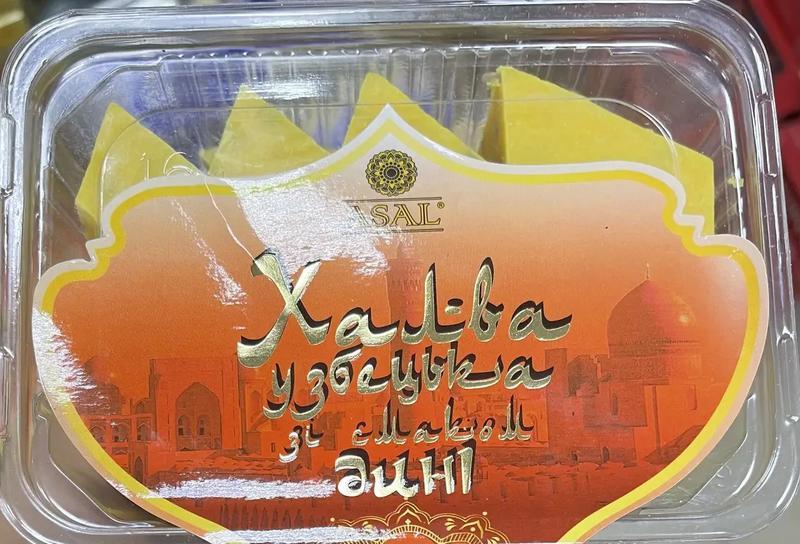 ASAL®
Халва
узбецька
зі смаком
дині